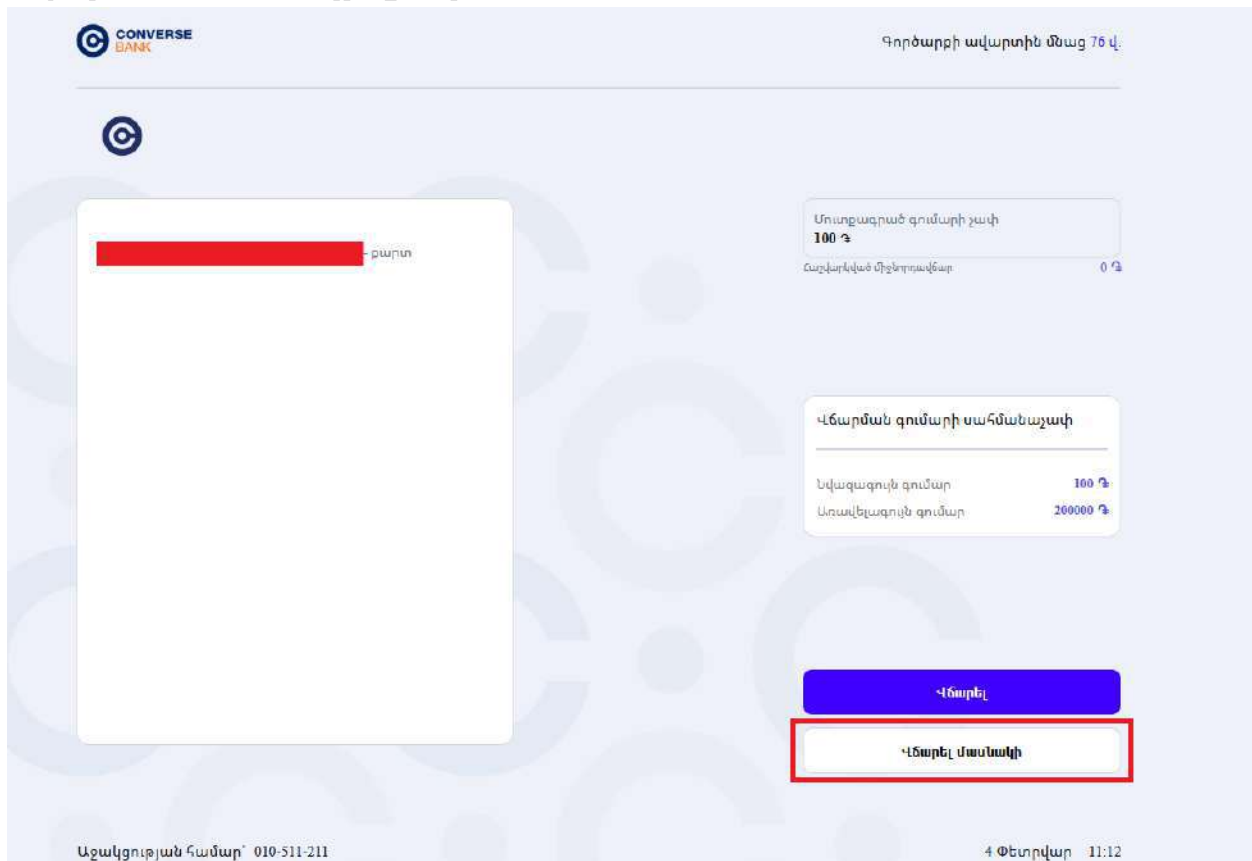 CONVERSE
BANK
Գործարքի ավարտին մնաց 76 վ.
- քարտ
Մուտքագրած գումարի չափ
100 ֏
Հաշվարկված միջնորդավճար
0 ֏
Վճարման գումարի սահմանաչափ
Նվազագույն գումար 100 ֏
Առավելագույն գումար 200000 ֏
Վճարել
Վճարել մասնակի
Աջակցության համար՝ 010-511-211
4 Փետրվար 11:12